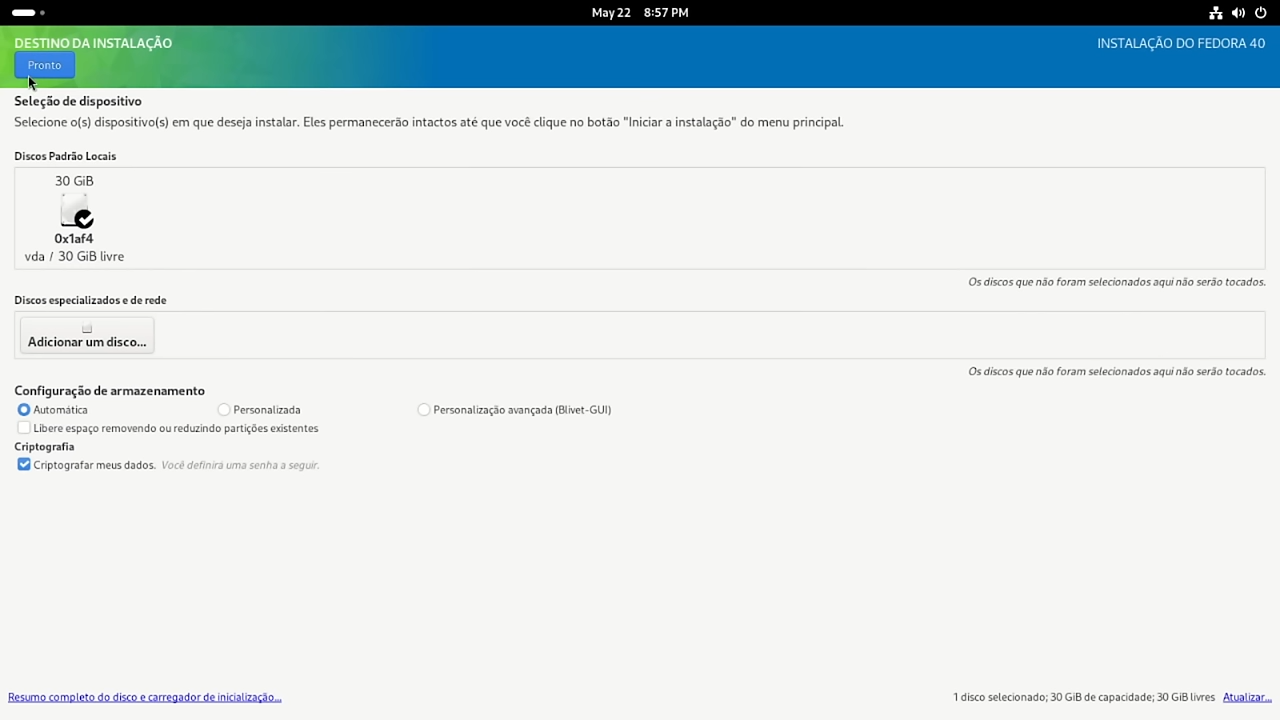 May 22 8:57 PM
DESTINO DA INSTALAÇÃO
INSTALAÇÃO DO FEDORA 40
Pronto
Seleção de dispositivo
Selecione o(s) dispositivo(s) em que deseja instalar. Eles permanecerão intactos até que você clique no botão "Iniciar a instalação" do menu principal.
Discos Padrão Locais
30 GiB
0x1af4
vda / 30 GiB livre
Os discos que não foram selecionados aqui não serão tocados.
Discos especializados e de rede
Adicionar um disco...
Os discos que não foram selecionados aqui não serão tocados.
Configuração de armazenamento
Automática Personalizada Personalização avançada (Blivet-GUI)
Libere espaço removendo ou reduzindo partições existentes
Criptografia
Criptografar meus dados. Você definirá uma senha a seguir.
Resumo completo do disco e carregador de inicialização... 1 disco selecionado; 30 GiB de capacidade; 30 GiB livres Atualizar...